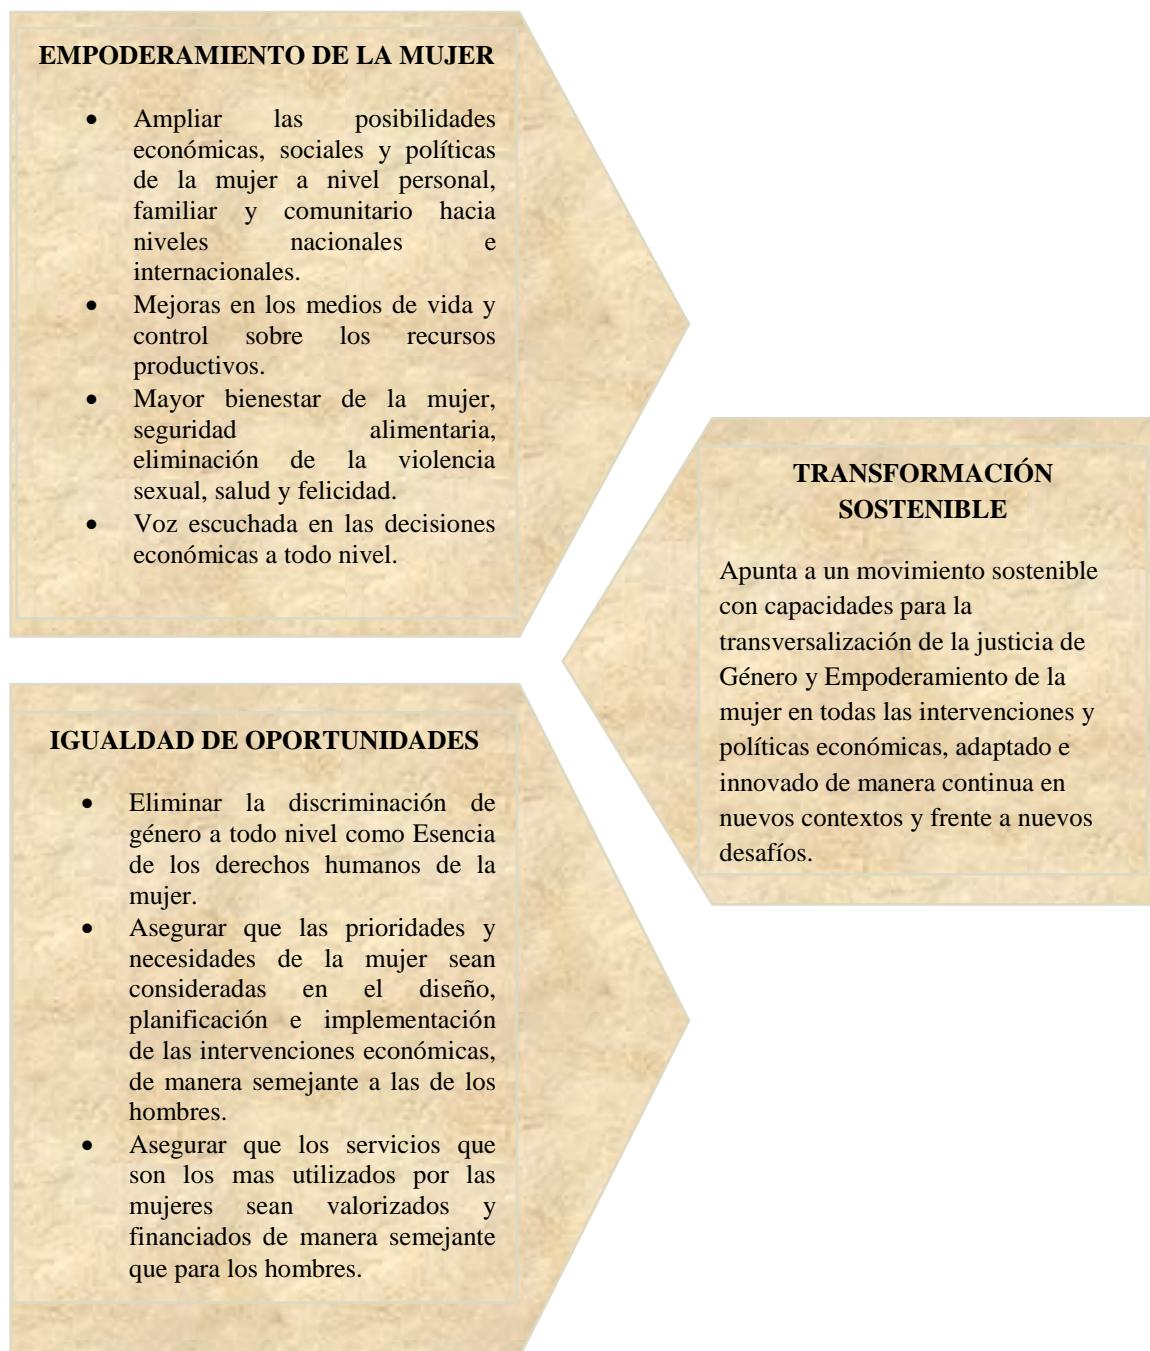 EMPODERAMIENTO DE LA MUJER
• Ampliar las posibilidades
económicas, sociales y políticas
de la mujer a nivel personal,
familiar y comunitario hacia
niveles nacionales e
internacionales.
• Mejoras en los medios de vida y
control sobre los recursos
productivos.
• Mayor bienestar de la mujer,
seguridad alimentaria,
eliminación de la violencia
sexual, salud y felicidad.
• Voz escuchada en las decisiones
económicas a todo nivel.
IGUALDAD DE OPORTUNIDADES
• Eliminar la discriminación de
género a todo nivel como Esencia
de los derechos humanos de la
mujer.
• Asegurar que las prioridades y
necesidades de la mujer sean
consideradas en el diseño,
planificación e implementación
de las intervenciones económicas,
de manera semejante a las de los
hombres.
• Asegurar que los servicios que
son los mas utilizados por las
mujeres sean valorizados y
financiados de manera semejante
que para los hombres.
TRANSFORMACIÓN
SOSTENIBLE
Apunta a un movimiento sostenible
con capacidades para la
transversalización de la justicia de
Género y Empoderamiento de la
mujer en todas las intervenciones y
políticas económicas, adaptado e
innovado de manera continua en
nuevos contextos y frente a nuevos
desafíos.